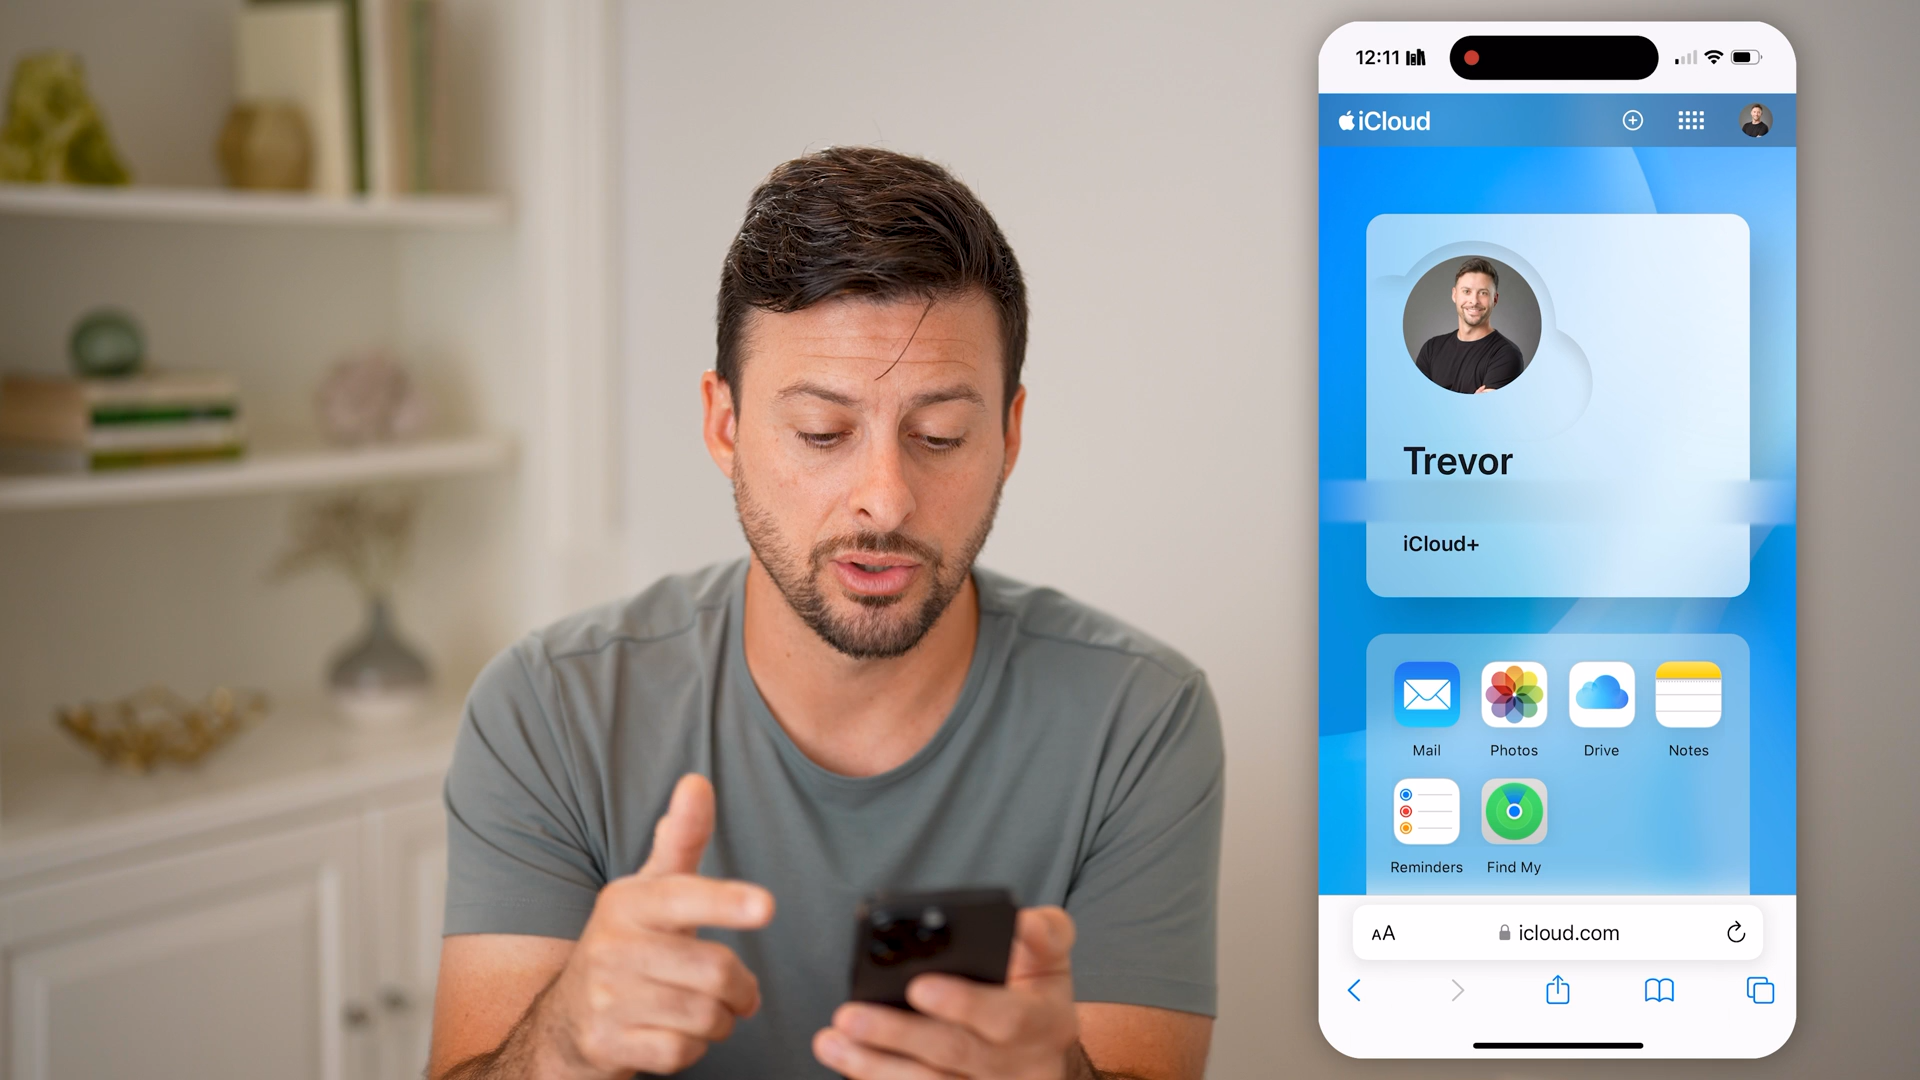 12:11
iCloud
Trevor
iCloud+
Mail
Photos
Drive
Notes
Reminders
Find My
AA
icloud.com